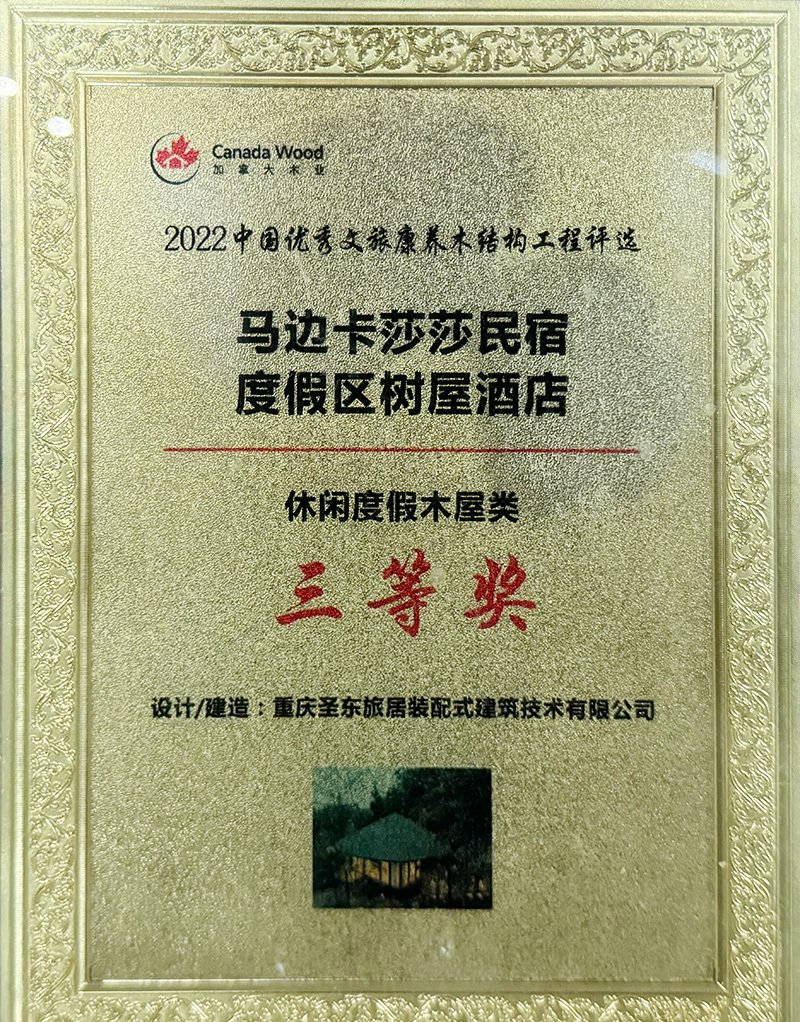 Canada Wood
加拿大木业
2022中国优秀文旅康养木结构工程评选
马边卡莎莎民宿
度假区树屋酒店
休闲度假木屋类
三等奖
设计/建造：重庆圣东旅居装配式建筑技术有限公司